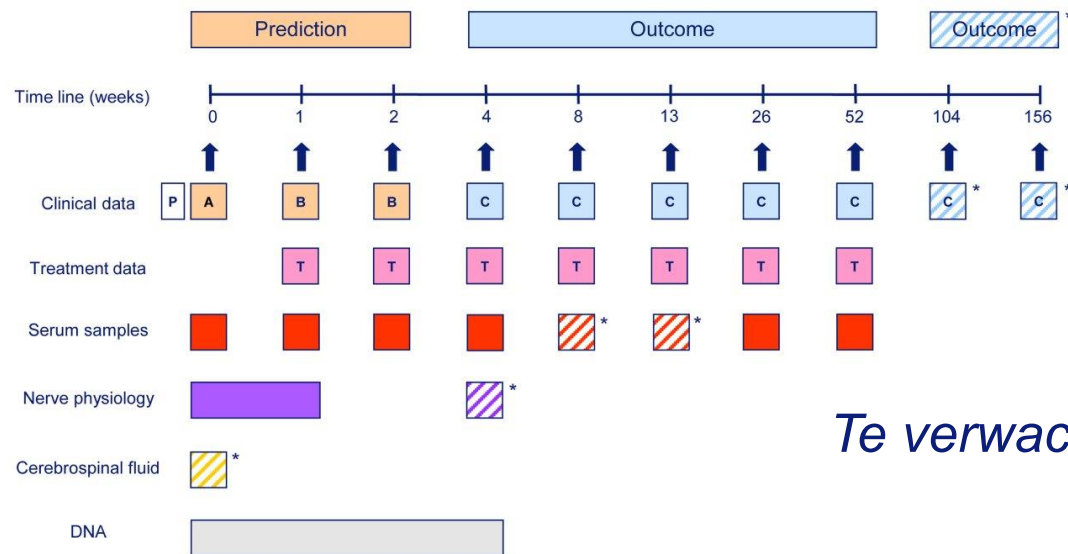 Prediction Outcome Outcome *
Time line (weeks)
0 1 2 4 8 13 26 52 104 156
Clinical data P A B B C C C C C C * C *
Treatment data T T T T T T T
Serum samples * *
Nerve physiology *
Te verwac
Cerebrospinal fluid *
DNA